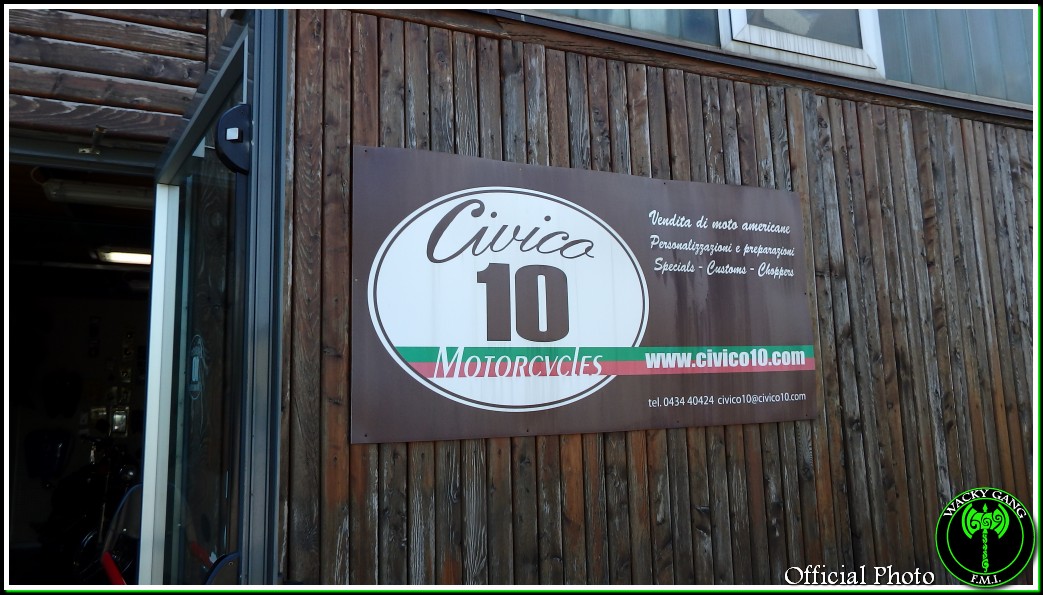 Civico
10
MOTORCYCLES
Vendita di moto americane
Personalizzazioni e preparazioni
Specials - Customs - Choppers
www.civico10.com
tel. 0434 40424 civico10@civico10.com
WACKY GANG
F.M.I.
Official Photo